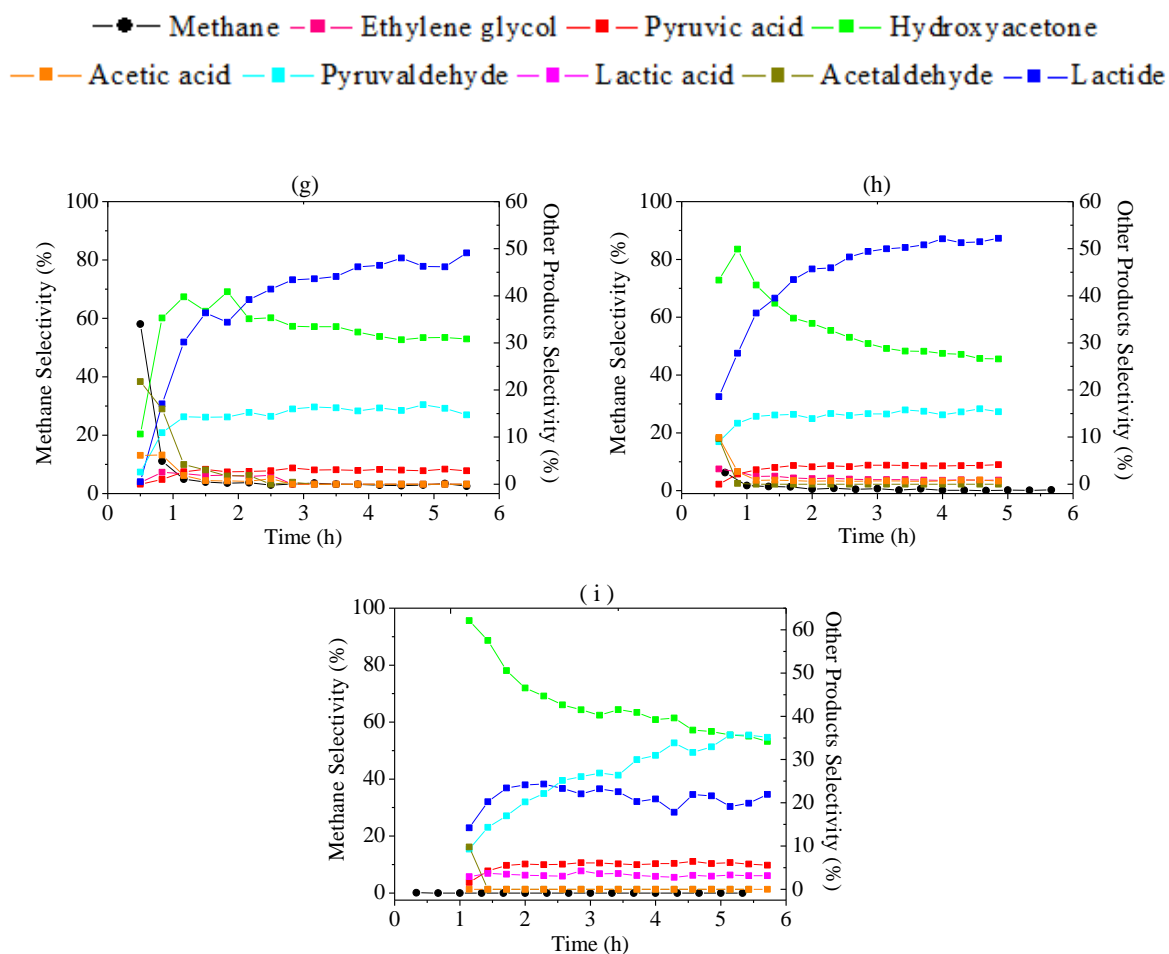 Methane Ethylene glycol Pyruvic acid Hydroxyacetone
Acetic acid Pyruvaldehyde Lactic acid Acetaldehyde Lactide
(g)
100
80
60
40
20
0
60
50
40
30
20
10
0
0 1 2 3 4 5 6
Methane Selectivity (%)
Other Products Selectivity (%)
Time (h)
(h)
100
80
60
40
20
0
60
50
40
30
20
10
0
0 1 2 3 4 5 6
Methane Selectivity (%)
Other Products Selectivity (%)
Time (h)
( i )
100
80
60
40
20
0
60
50
40
30
20
10
0
0 1 2 3 4 5 6
Methane Selectivity (%)
Other Products Selectivity (%)
Time (h)